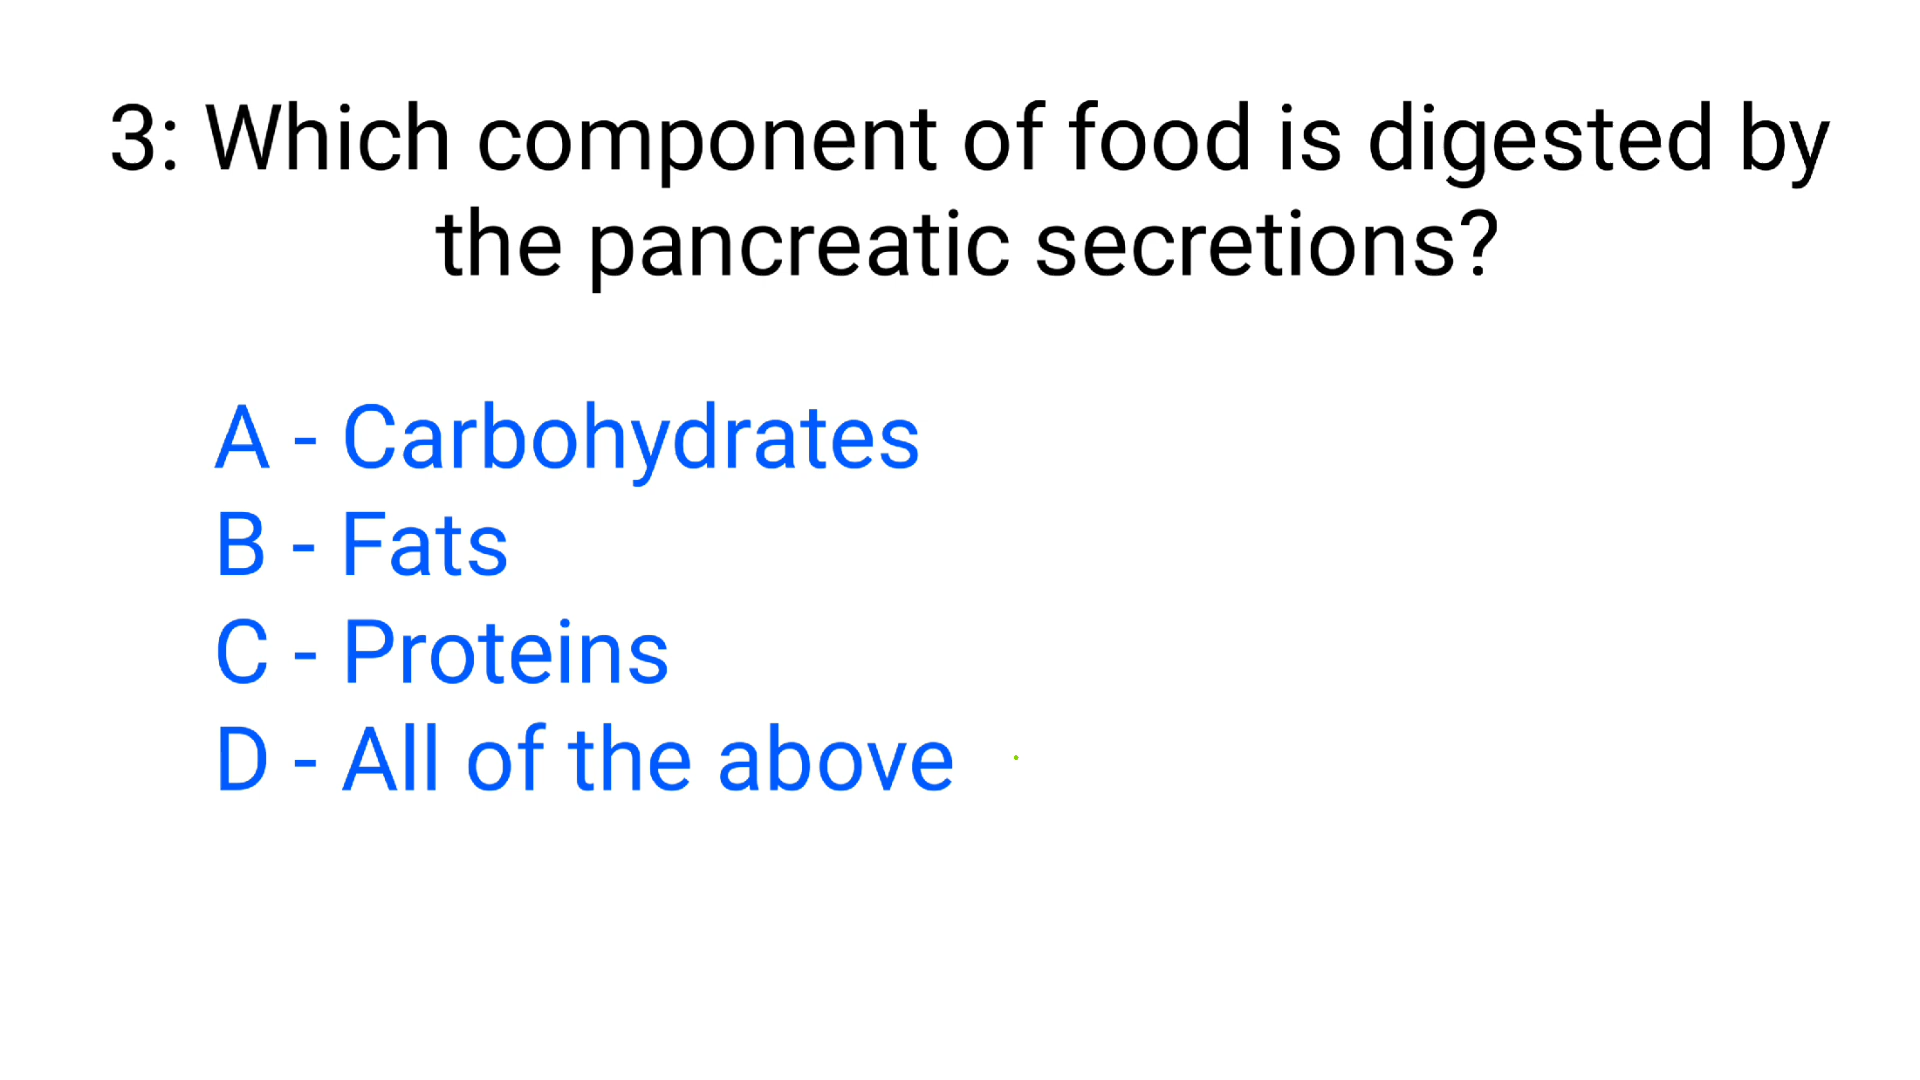 3: Which component of food is digested by
the pancreatic secretions?
A - Carbohydrates
B - Fats
C - Proteins
D - All of the above